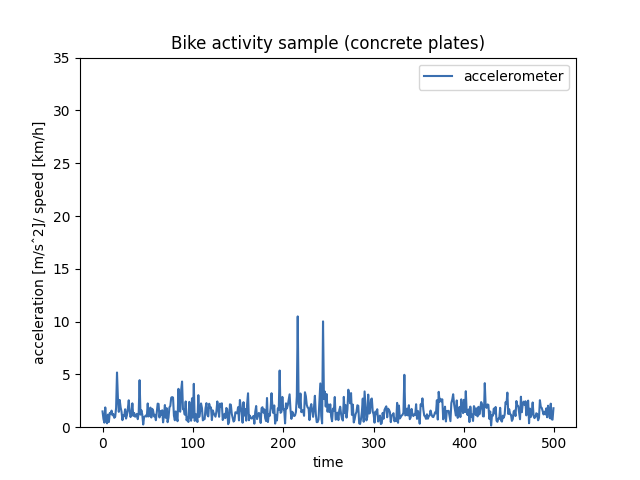 Bike activity sample (concrete plates)
accelerometer
35
30
25
20
15
10
5
0
acceleration [m/sˆ2]/ speed [km/h]
0 100 200 300 400 500
time